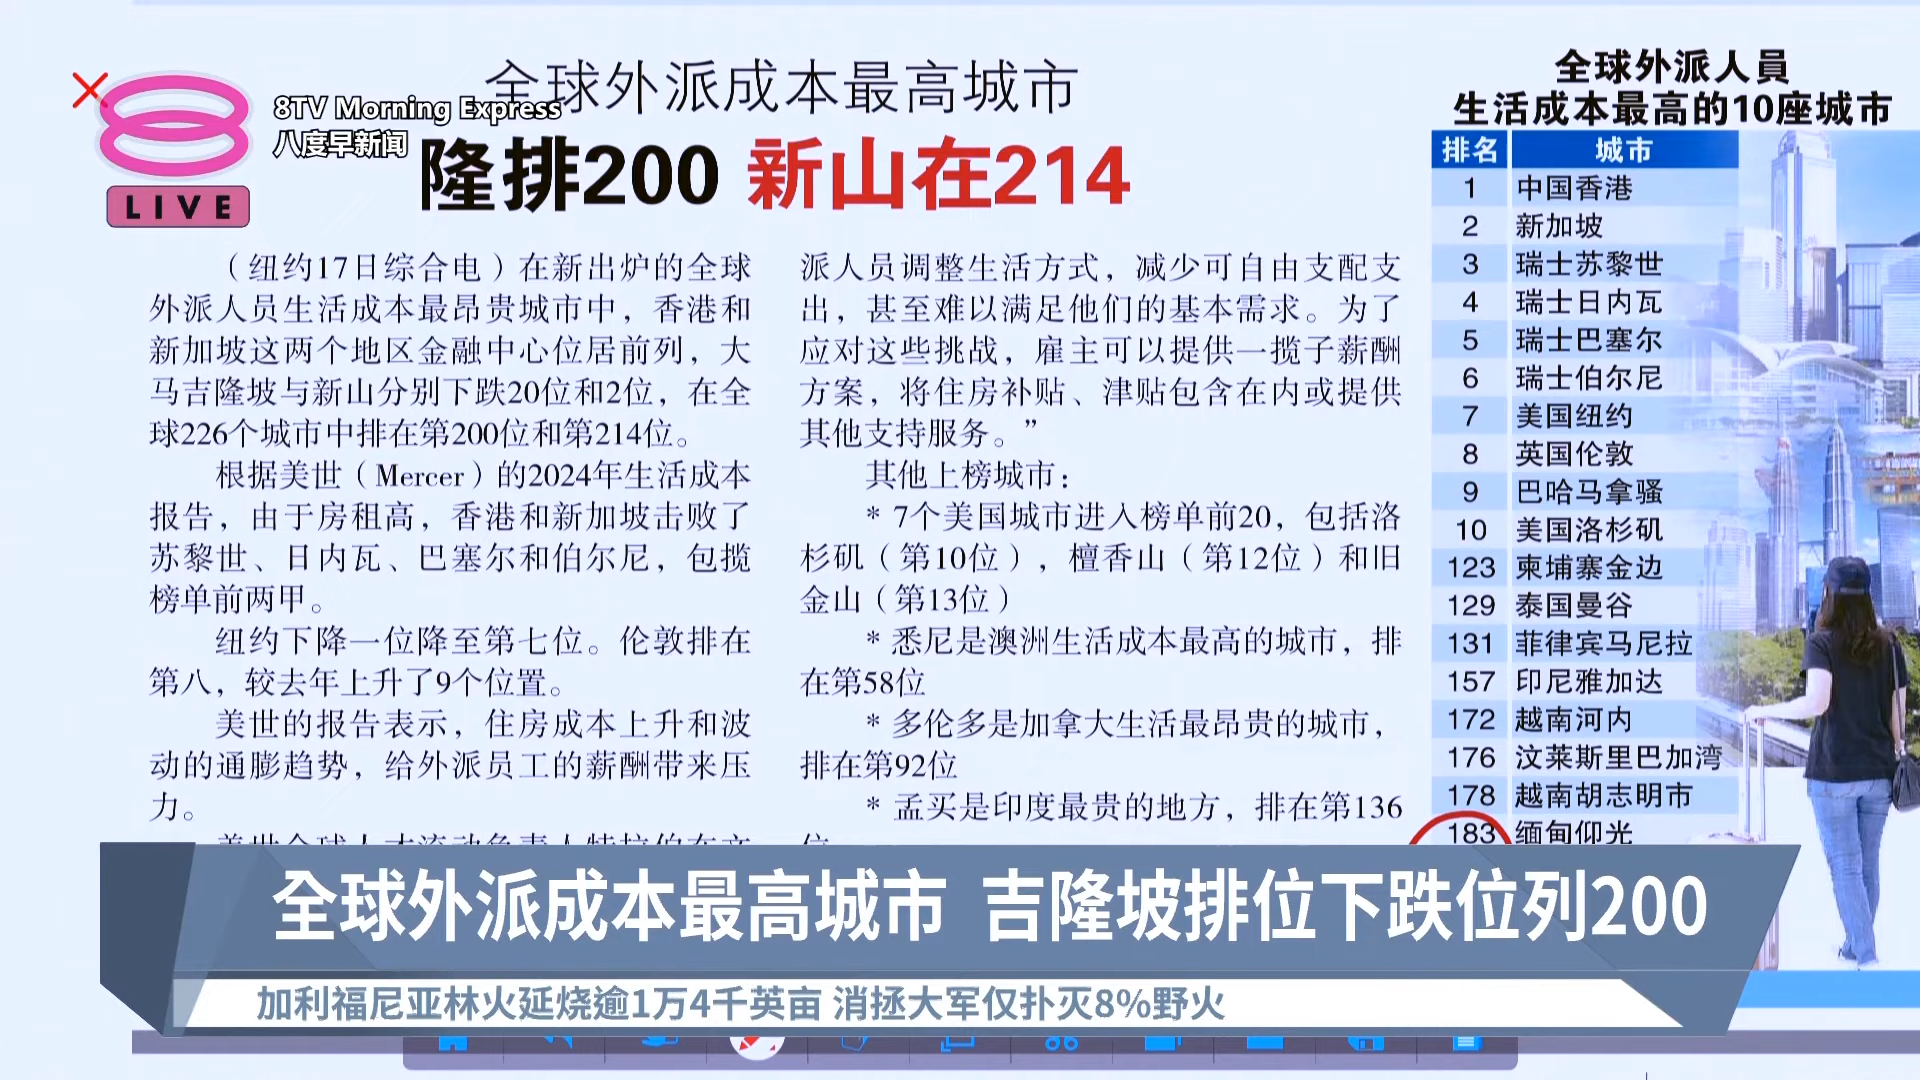 8TV Morning Express
八度早新闻
LIVE
全球外派成本最高城市
隆排200 新山在214
（纽约17日综合电）在新出炉的全球
外派人员生活成本最昂贵城市中，香港和
新加坡这两个地区金融中心位居前列，大
马吉隆坡与新山分别下跌20位和2位，在全
球226个城市中排在第200位和第214位。
根据美世（Mercer）的2024年生活成本
报告，由于房租高，香港和新加坡击败了
苏黎世、日内瓦、巴塞尔和伯尔尼，包揽
榜单前两甲。
纽约下降一位降至第七位。伦敦排在
第八，较去年上升了9个位置。
美世的报告表示，住房成本上升和波
动的通膨趋势，给外派员工的薪酬带来压
力。
派人员调整生活方式，减少可自由支配支
出，甚至难以满足他们的基本需求。为了
应对这些挑战，雇主可以提供一揽子薪酬
方案，将住房补贴、津贴包含在内或提供
其他支持服务。”
其他上榜城市：
* 7个美国城市进入榜单前20，包括洛
杉矶（第10位），檀香山（第12位）和旧
金山（第13位）
* 悉尼是澳洲生活成本最高的城市，排
在第58位
* 多伦多是加拿大生活最昂贵的城市，
排在第92位
* 孟买是印度最贵的地方，排在第136
全球外派人员
生活成本最高的10座城市
排名 城市
1 中国香港
2 新加坡
3 瑞士苏黎世
4 瑞士日内瓦
5 瑞士巴塞尔
6 瑞士伯尔尼
7 美国纽约
8 英国伦敦
9 巴哈马拿骚
10 美国洛杉矶
123 柬埔寨金边
129 泰国曼谷
131 菲律宾马尼拉
157 印尼雅加达
172 越南河内
176 汶莱斯里巴加湾
178 越南胡志明市
183 缅甸仰光
全球外派成本最高城市 吉隆坡排位下跌位列200
加利福尼亚林火延烧逾1万4千英亩 消拯大军仅扑灭8%野火